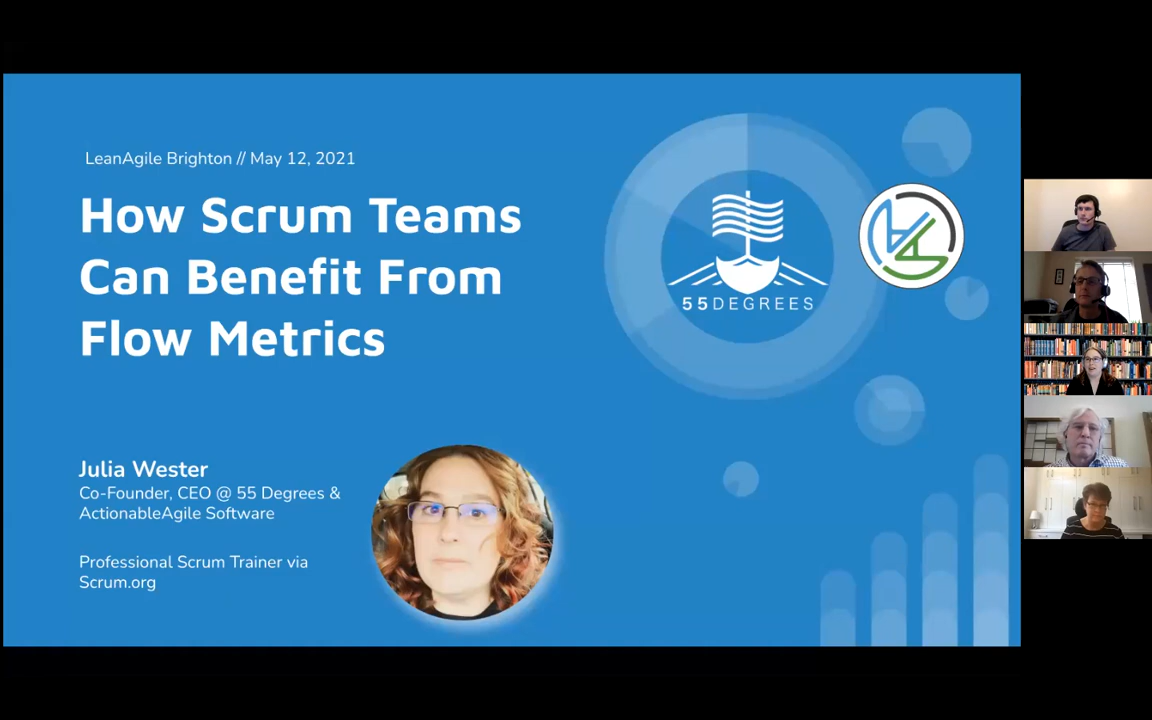 LeanAgile Brighton // May 12, 2021
How Scrum Teams
Can Benefit From
Flow Metrics
55DEGREES
Julia Wester
Co-Founder, CEO @ 55 Degrees &
ActionableAgile Software
Professional Scrum Trainer via
Scrum.org